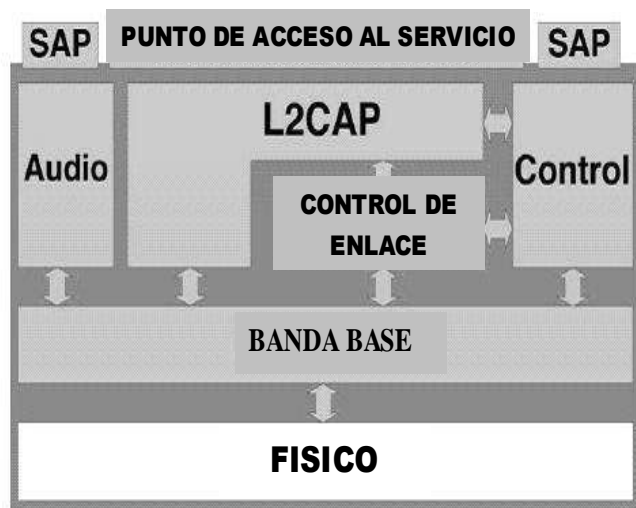 SAP PUNTO DE ACCESO AL SERVICIO SAP
L2CAP
Audio
Control
CONTROL DE
ENLACE
BANDA BASE
FISICO